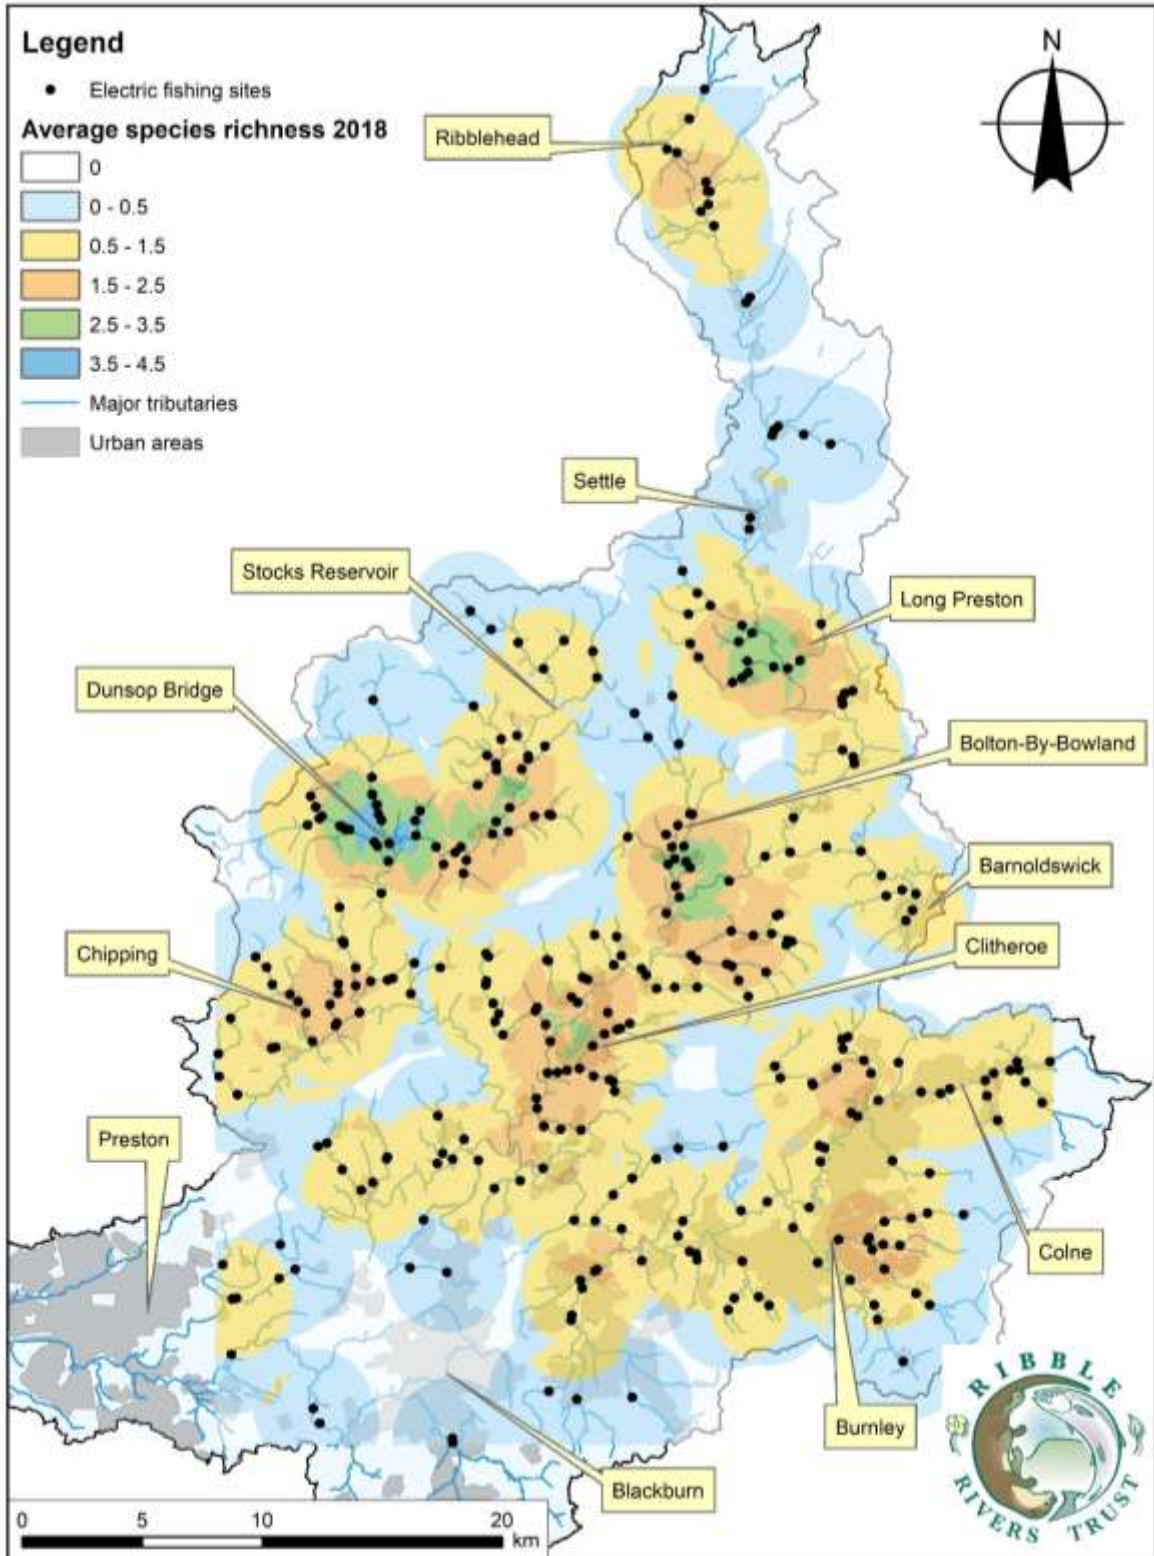 Legend
Electric fishing sites
Average species richness 2018
0
0 - 0.5
0.5 - 1.5
1.5 - 2.5
2.5 - 3.5
3.5 - 4.5
Major tributaries
Urban areas
N
Ribblehead
Settle
Stocks Reservoir
Long Preston
Dunsop Bridge
Bolton-By-Bowland
Barnoldswick
Chipping
Clitheroe
Preston
Colne
Burnley
Blackburn
RIBBLE
RIVERS TRUST
0 5 10 20
km